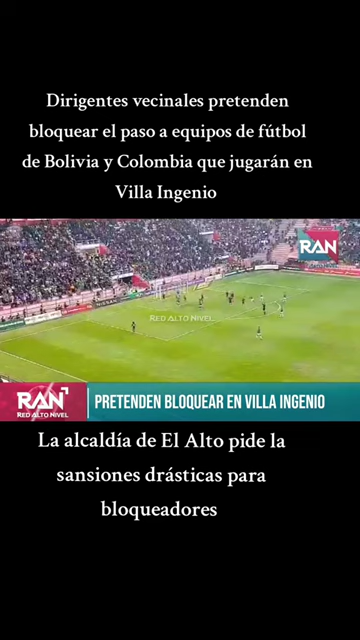 Dirigentes vecinales pretenden
bloquear el paso a equipos de fútbol
de Bolivia y Colombia que jugarán en
Villa Ingenio
RAN
RED ALTO NIVEL
RAN
RED ALTO NIVEL
PRETENDEN BLOQUEAR EN VILLA INGENIO
La alcaldía de El Alto pide la
sansiones drásticas para
bloqueadores